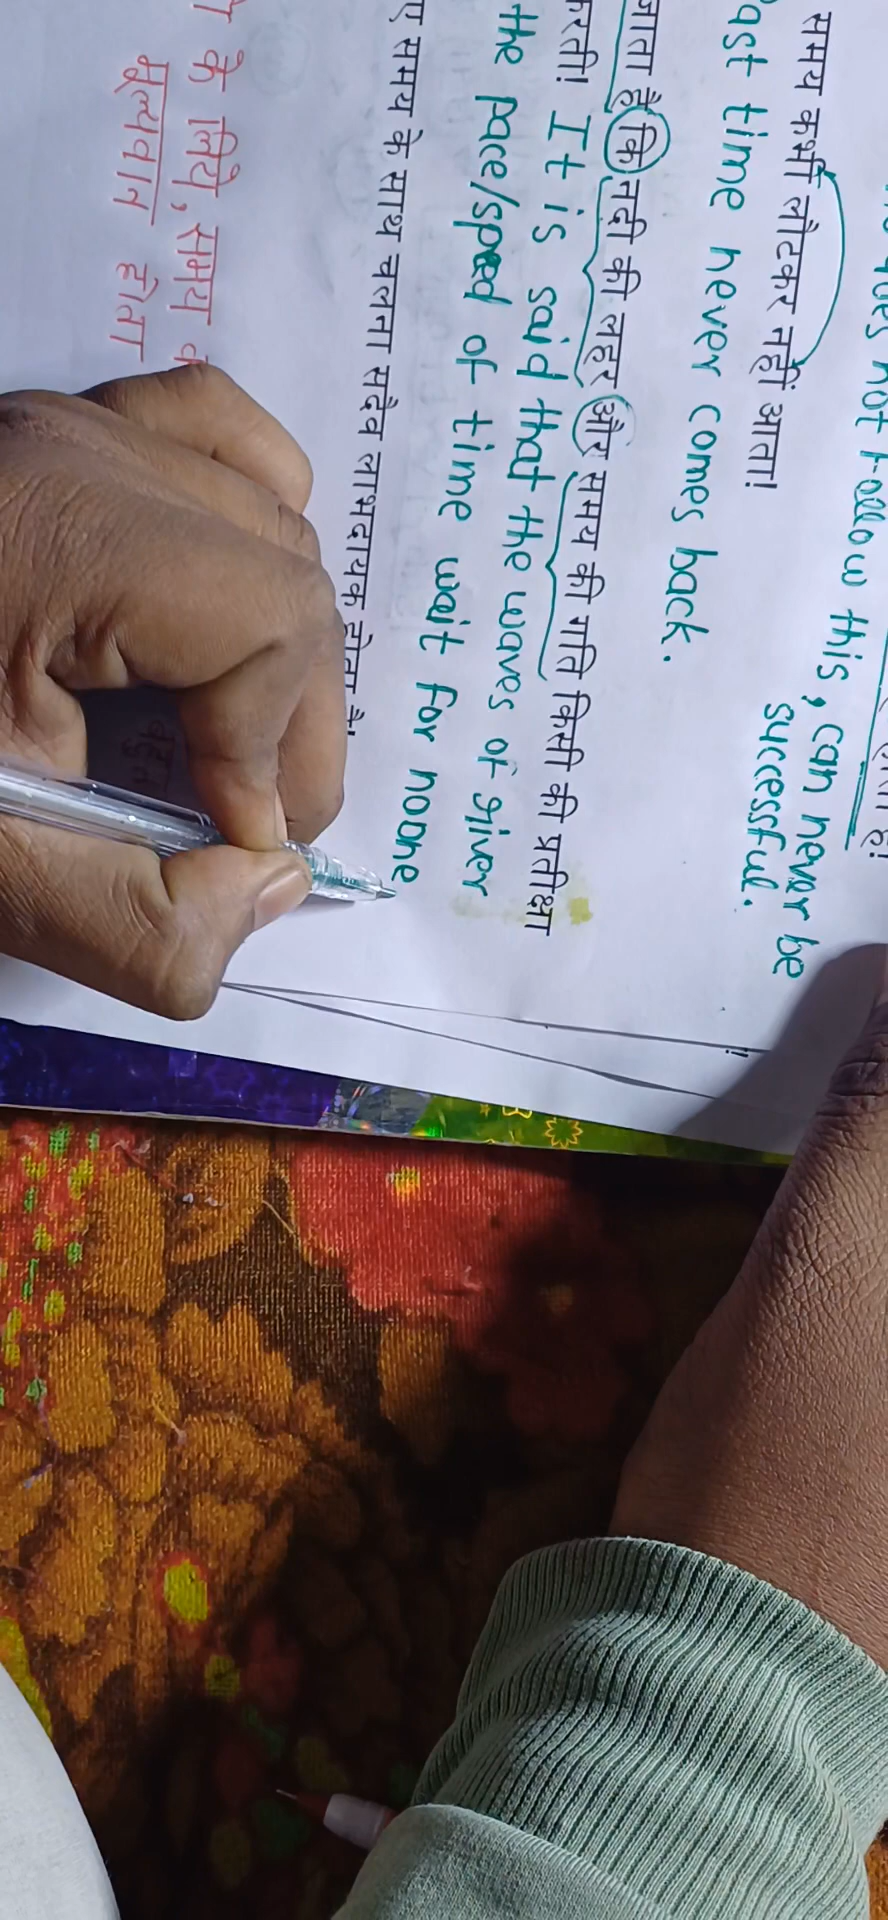 not follow this, can never be
successful.
समय कभी लौटकर नहीं आता!
Past time never comes back.
जाता है कि नदी की लहर और समय की गति किसी की प्रतीक्षा
करती! It is said that the waves of river
the pace/speed of time wait for noone
समय के साथ चलना सदैव लाभदायक होता है।
के लिये, समय
मूल्यवान होता